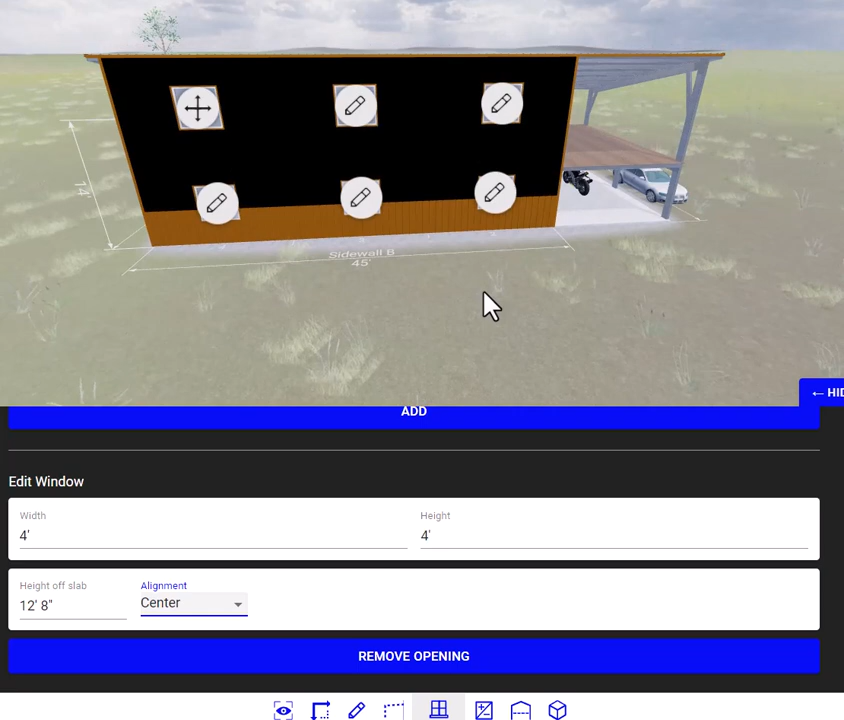 14'
Sidewall B
45'
← HID
ADD
Edit Window
Width
Height
4'
4'
Height off slab
Alignment
12' 8"
Center
REMOVE OPENING